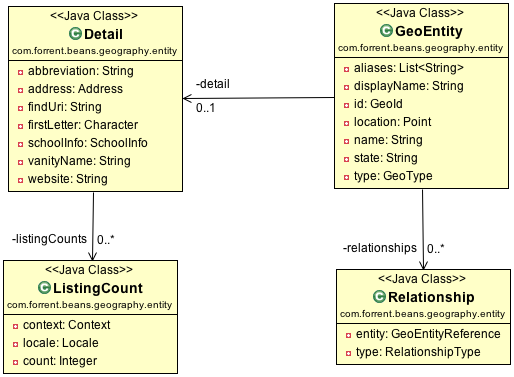 <<Java Class>>
Detail
com.forrent.beans.geography.entity
abbreviation: String
address: Address
findUri: String
firstLetter: Character
schoolInfo: SchoolInfo
vanityName: String
website: String
<<Java Class>>
GeoEntity
com.forrent.beans.geography.entity
aliases: List<String>
displayName: String
id: GeoId
location: Point
name: String
state: String
type: GeoType
-detail
0..1
-listingCounts 0..*
-relationships 0..*
<<Java Class>>
ListingCount
com.forrent.beans.geography.entity
context: Context
locale: Locale
count: Integer
<<Java Class>>
Relationship
com.forrent.beans.geography.entity
entity: GeoEntityReference
type: RelationshipType